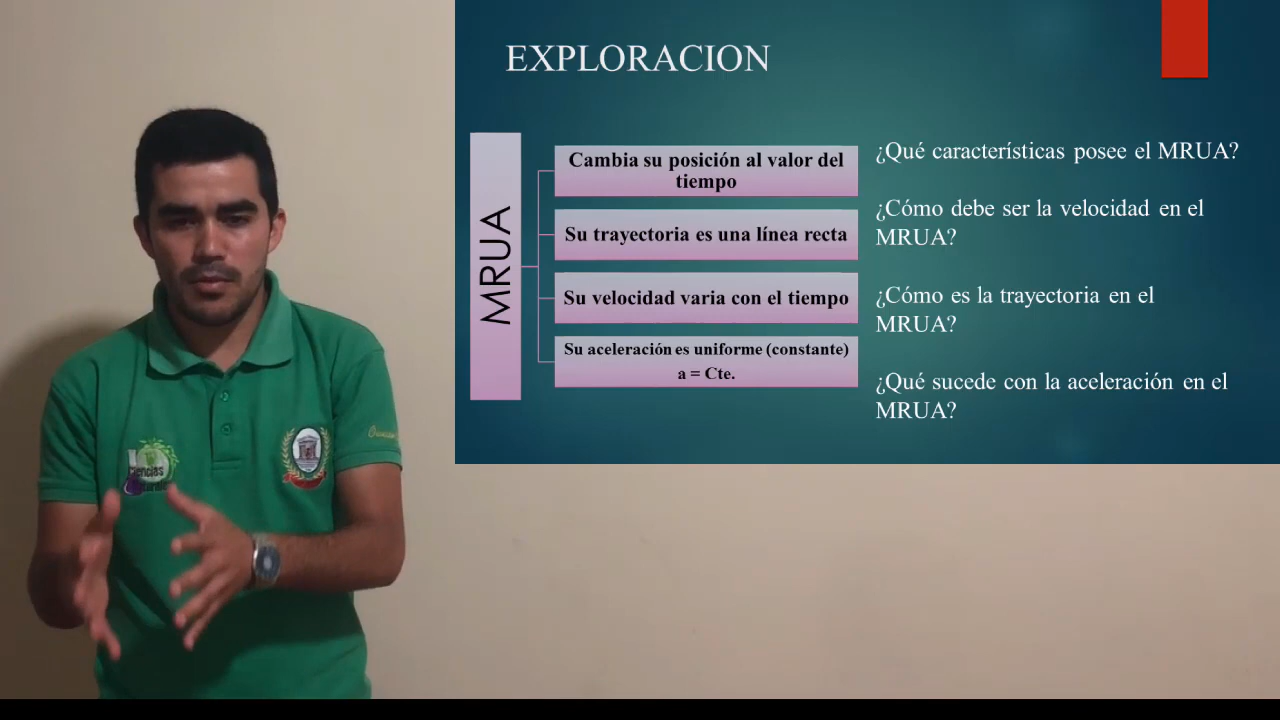 EXPLORACION
MRUA
Cambia su posición al valor del
tiempo
Su trayectoria es una línea recta
Su velocidad varia con el tiempo
Su aceleración es uniforme (constante)
a = Cte.
¿Qué características posee el MRUA?
¿Cómo debe ser la velocidad en el
MRUA?
¿Cómo es la trayectoria en el
MRUA?
¿Qué sucede con la aceleración en el
MRUA?
Ciencias